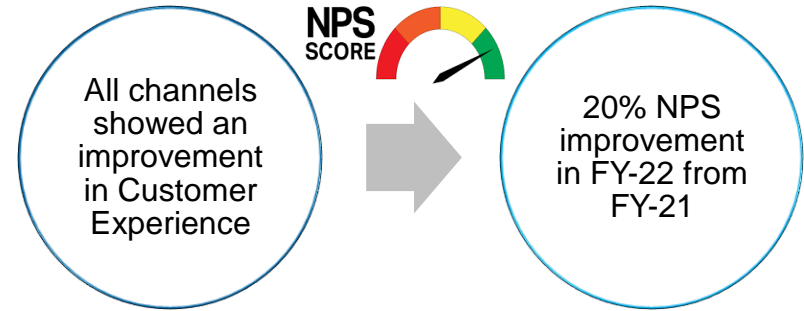 NPS
SCORE
All channels
showed an
improvement
in Customer
Experience
20% NPS
improvement
in FY-22 from
FY-21